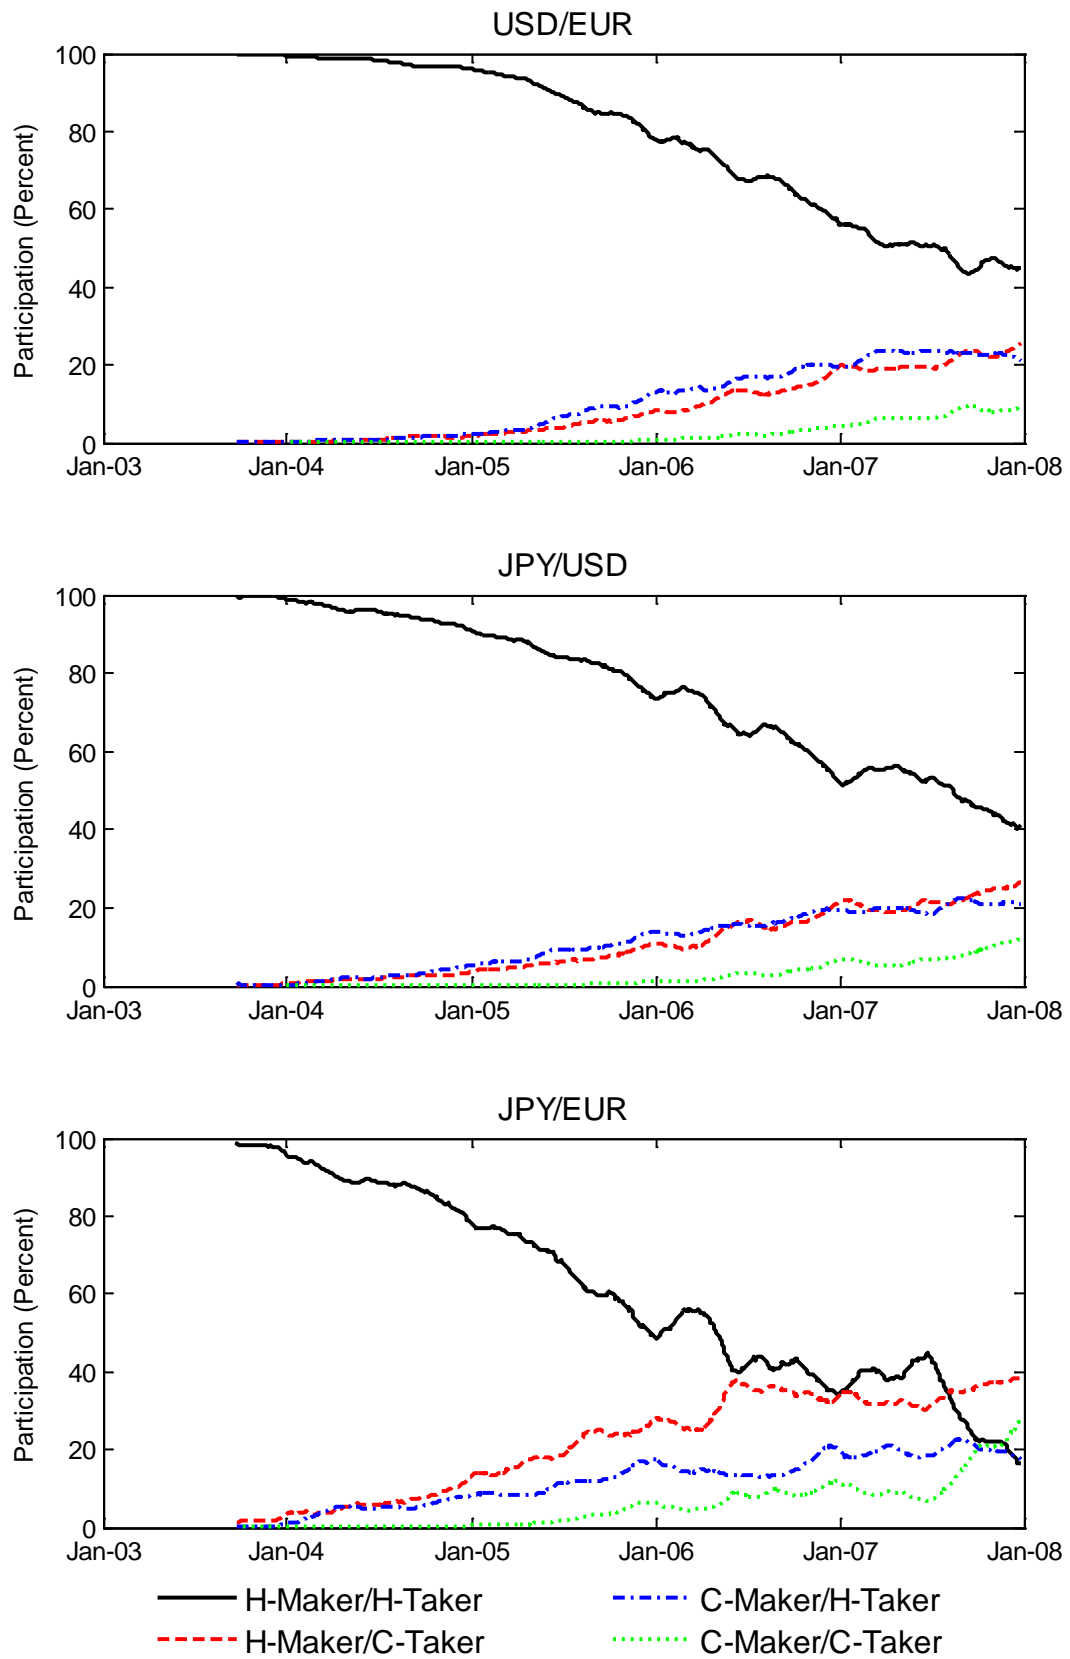 USD/EUR
Participation (Percent)
100
80
60
40
20
0
Jan-03 Jan-04 Jan-05 Jan-06 Jan-07 Jan-08
JPY/USD
Participation (Percent)
100
80
60
40
20
0
Jan-03 Jan-04 Jan-05 Jan-06 Jan-07 Jan-08
JPY/EUR
Participation (Percent)
100
80
60
40
20
0
Jan-03 Jan-04 Jan-05 Jan-06 Jan-07 Jan-08
H-Maker/H-Taker C-Maker/H-Taker
H-Maker/C-Taker C-Maker/C-Taker